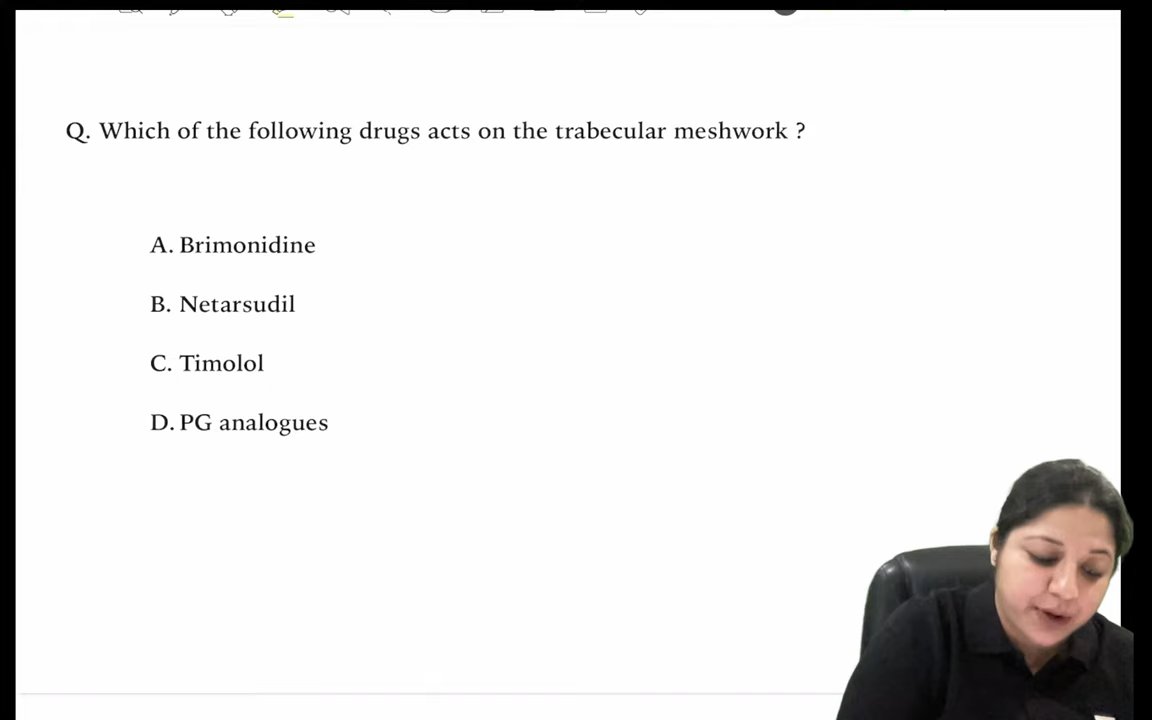 Q. Which of the following drugs acts on the trabecular meshwork ?
A. Brimonidine
B. Netarsudil
C. Timolol
D. PG analogues